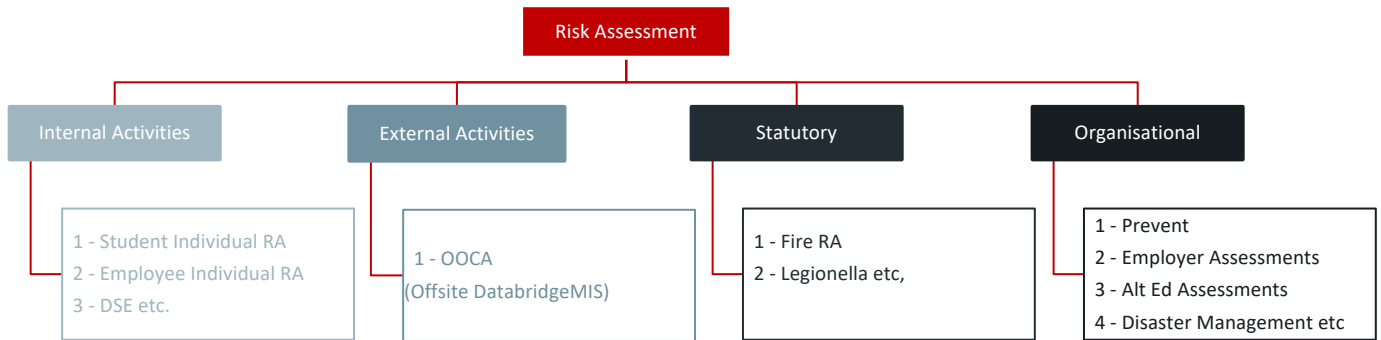 Risk Assessment
Internal Activities
External Activities
Statutory
Organisational
1 - Student Individual RA
2 - Employee Individual RA
3 - DSE etc.
1 - OOCA
(Offsite DatabridgeMIS)
1 - Fire RA
2 - Legionella etc,
1 - Prevent
2 - Employer Assessments
3 - Alt Ed Assessments
4 - Disaster Management etc